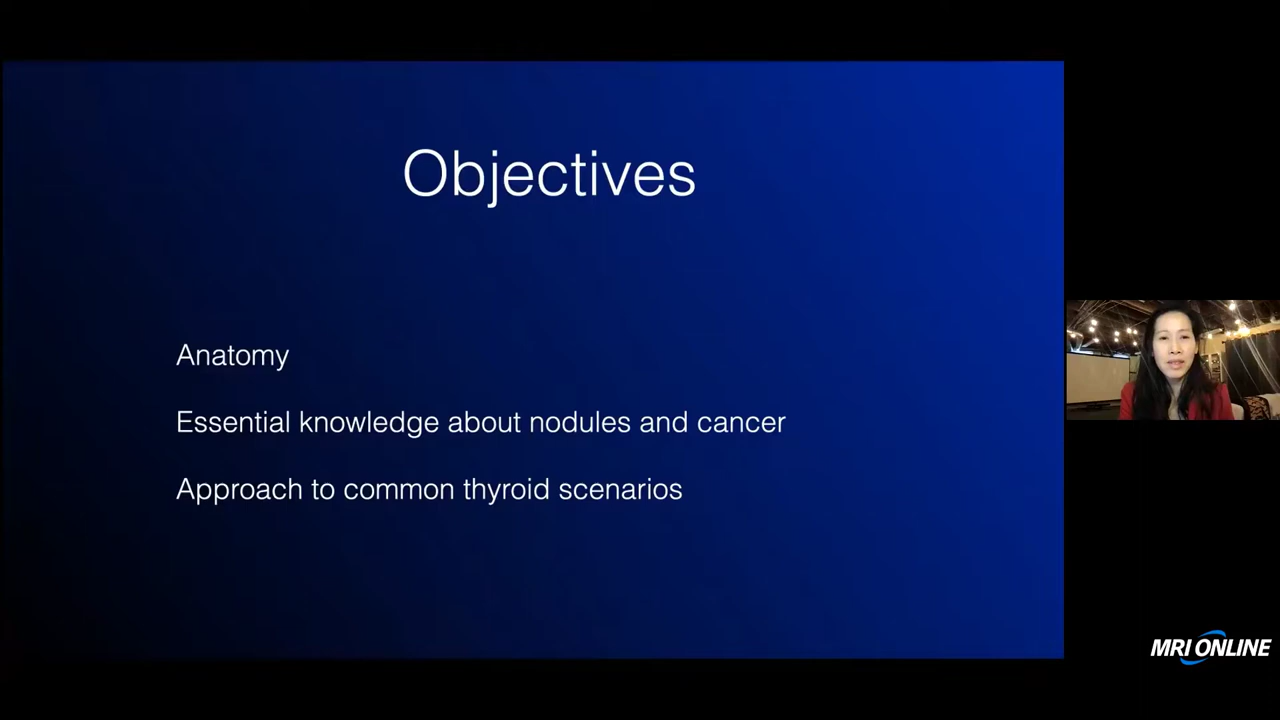 Objectives
Anatomy
Essential knowledge about nodules and cancer
Approach to common thyroid scenarios
MRI ONLINE